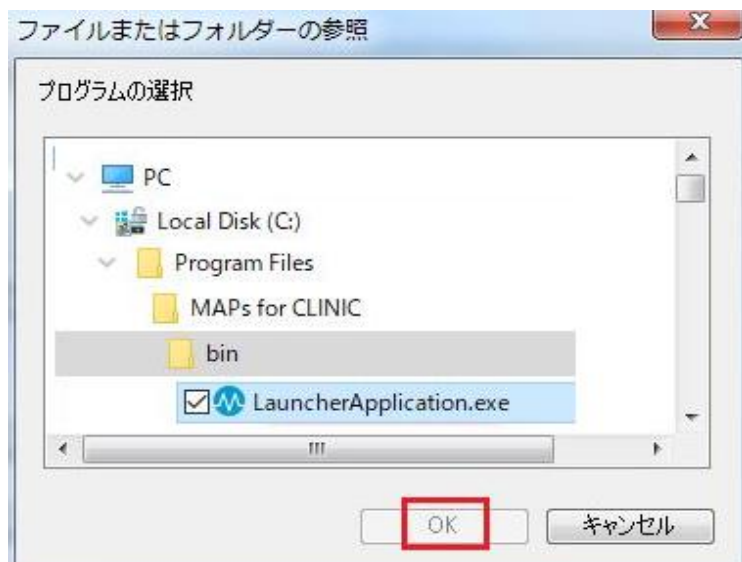 ファイルまたはフォルダーの参照
プログラムの選択
PC
Local Disk (C:)
Program Files
MAPs for CLINIC
bin
LauncherApplication.exe
OK
キャンセル